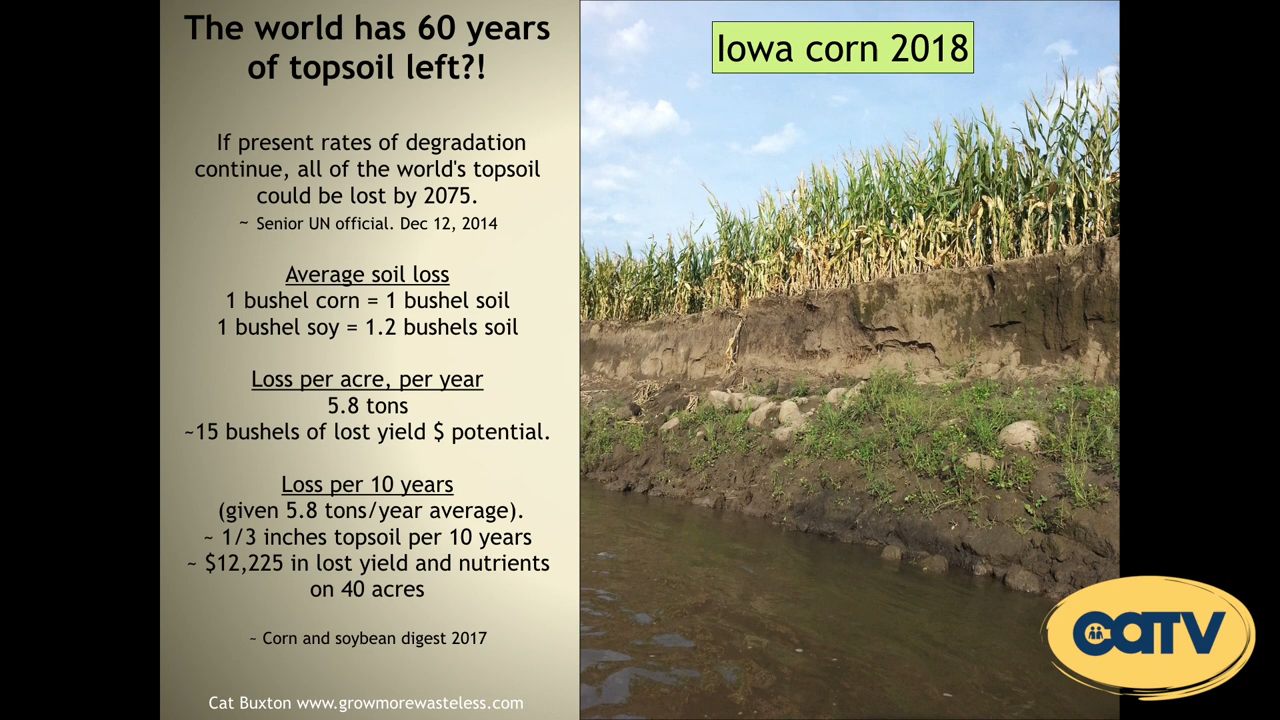 The world has 60 years
of topsoil left?!
If present rates of degradation
continue, all of the world's topsoil
could be lost by 2075.
~ Senior UN official. Dec 12, 2014
Average soil loss
1 bushel corn = 1 bushel soil
1 bushel soy = 1.2 bushels soil
Loss per acre, per year
5.8 tons
~15 bushels of lost yield $ potential.
Loss per 10 years
(given 5.8 tons/year average).
~ 1/3 inches topsoil per 10 years
~ $12,225 in lost yield and nutrients
on 40 acres
~ Corn and soybean digest 2017
Cat Buxton www.growmorewasteless.com
Iowa corn 2018
CATV